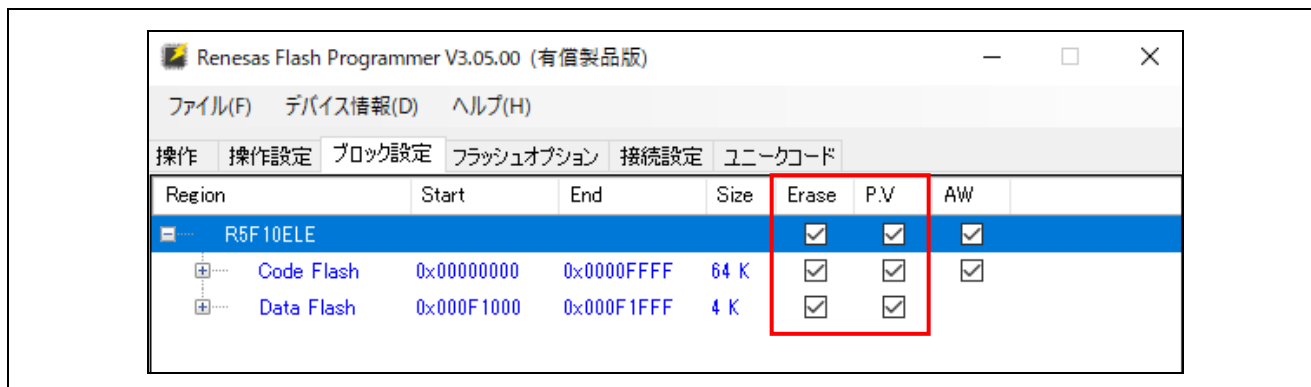 Renesas Flash Programmer V3.05.00 (有償製品版)
ファイル(F) デバイス情報(D) ヘルプ(H)
操作 操作設定 ブロック設定 フラッシュオプション 接続設定 ユニークコード
Region Start End Size Erase P.V AW
R5F10ELE
Code Flash 0x00000000 0x0000FFFF 64 K
Data Flash 0x000F1000 0x000F1FFF 4 K